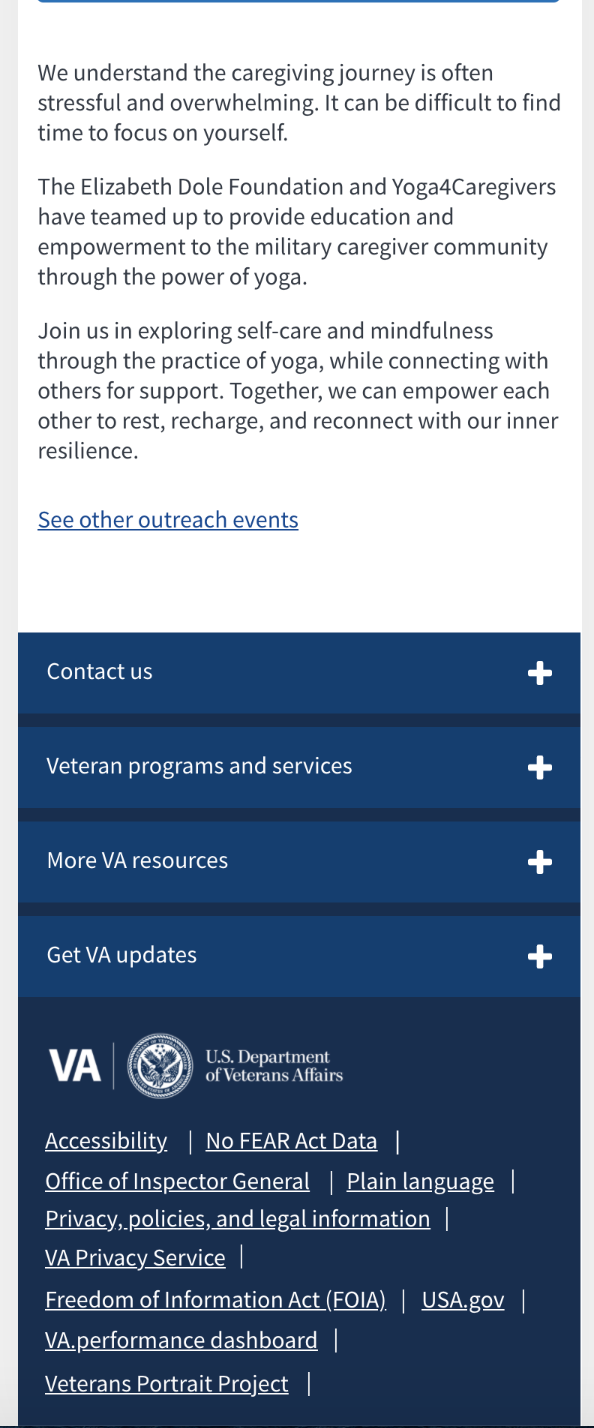 We understand the caregiving journey is often
stressful and overwhelming. It can be difficult to find
time to focus on yourself.
The Elizabeth Dole Foundation and Yoga4Caregivers
have teamed up to provide education and
empowerment to the military caregiver community
through the power of yoga.
Join us in exploring self-care and mindfulness
through the practice of yoga, while connecting with
others for support. Together, we can empower each
other to rest, recharge, and reconnect with our inner
resilience.
See other outreach events
Contact us
Veteran programs and services
More VA resources
Get VA updates
VA | U.S. Department
of Veterans Affairs
Accessibility | No FEAR Act Data |
Office of Inspector General | Plain language |
Privacy, policies, and legal information |
VA Privacy Service |
Freedom of Information Act (FOIA) | USA.gov |
VA.performance dashboard |
Veterans Portrait Project |